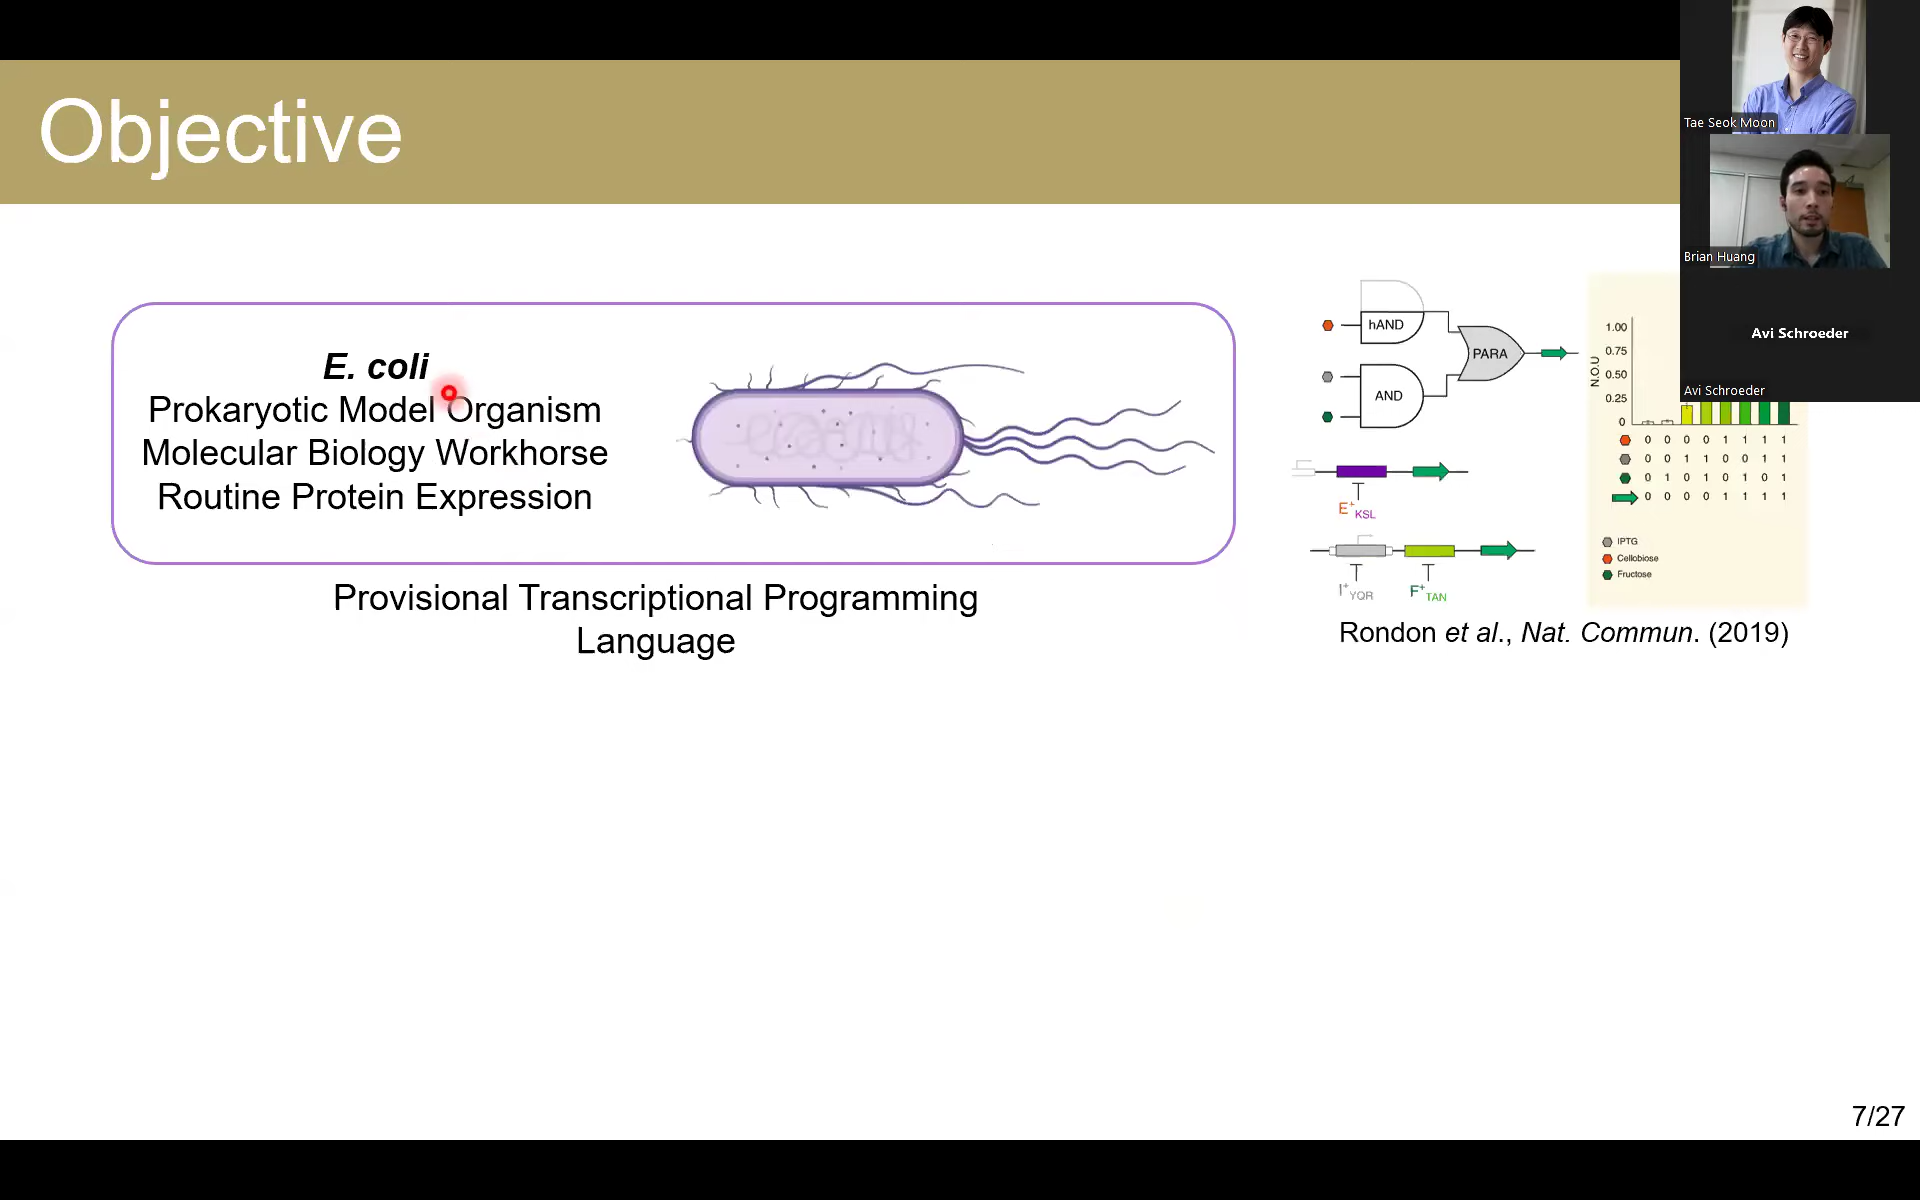 Objective
E. coli
Prokaryotic Model Organism
Molecular Biology Workhorse
Routine Protein Expression
Provisional Transcriptional Programming
Language
hAND
AND
PARA
E+KSL
I+YQR
F+TAN
N.O.U
1.00
0.75
0.50
0.25
0
0 0 0 0 1 1 1 1
0 0 1 1 0 0 1 1
0 1 0 1 0 1 0 1
0 0 0 0 1 1 1 1
IPTG
Cellobiose
Fructose
Rondon et al., Nat. Commun. (2019)
Tae Seok Moon
Brian Huang
Avi Schroeder
Avi Schroeder
7/27